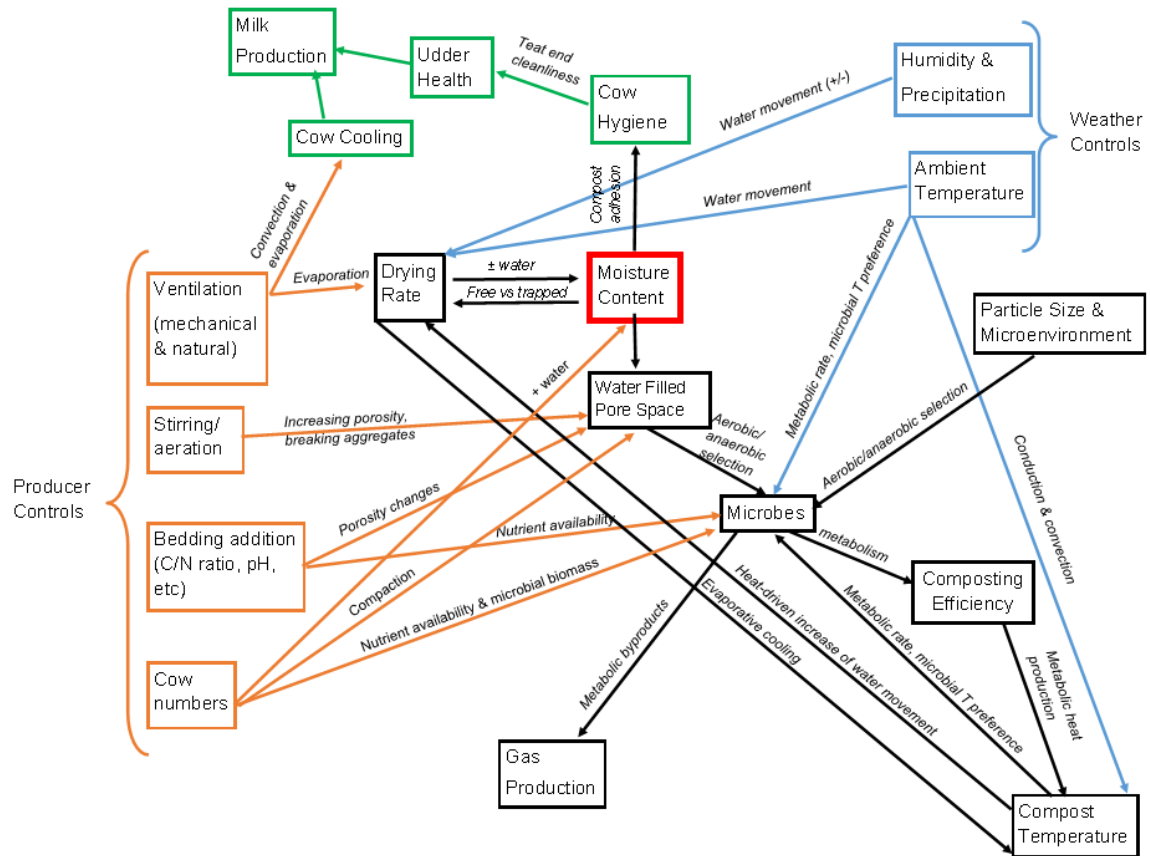 Milk
Production
Udder
Health
Teat end
cleanliness
Cow
Hygiene
Humidity &
Precipitation
Weather
Controls
Water movement (+/-)
Cow Cooling
Ambient
Temperature
Water movement
Compost
adhesion
Convection &
evaporation
Ventilation
(mechanical
& natural)
Evaporation
Drying
Rate
± water
Free vs trapped
Moisture
Content
Metabolic rate, microbial T preference
Particle Size &
Microenvironment
+ water
Water Filled
Pore Space
Stirring/
aeration
Increasing porosity,
breaking aggregates
Aerobic/
anaerobic
selection
Aerobic/anaerobic selection
Conduction & convection
Producer
Controls
Porosity changes
Microbes
Bedding addition
(C/N ratio, pH,
etc)
Nutrient availability
metabolism
Composting
Efficiency
Compaction
Nutrient availability & microbial biomass
Heat-driven increase of water movement
Evaporative cooling
Metabolic rate, microbial T preference
Metabolic heat
production
Cow
numbers
Metabolic byproducts
Gas
Production
Compost
Temperature